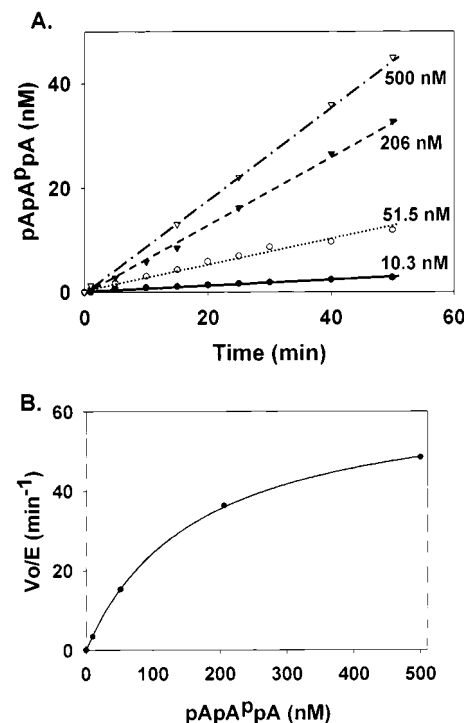 A.
pApAᵖpA (nM)
40
20
0
500 nM
206 nM
51.5 nM
10.3 nM
0 20 40 60
Time (min)
B.
Vo/E (min⁻¹)
60
40
20
0
0 100 200 300 400 500
pApAᵖpA (nM)